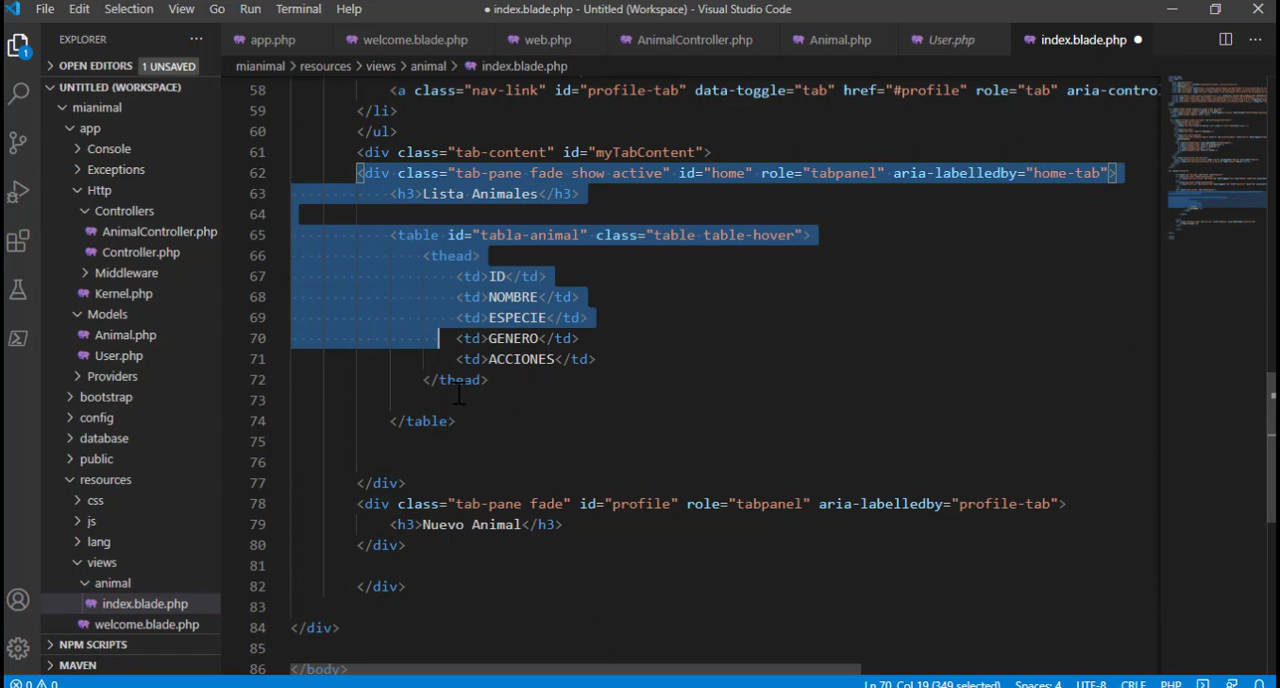 File Edit Selection View Go Run Terminal Help ● index.blade.php - Untitled (Workspace) - Visual Studio Code
EXPLORER ···
app.php welcome.blade.php web.php AnimalController.php Animal.php User.php index.blade.php ● ···
OPEN EDITORS 1 UNSAVED
mianimal > resources > views > animal > index.blade.php
UNTITLED (WORKSPACE)
mianimal
app
Console
Exceptions
Http
Controllers
AnimalController.php
Controller.php
Middleware
Kernel.php
Models
Animal.php
User.php
Providers
bootstrap
config
database
public
resources
css
js
lang
views
animal
index.blade.php
welcome.blade.php
NPM SCRIPTS
MAVEN
1
58 <a class="nav-link" id="profile-tab" data-toggle="tab" href="#profile" role="tab" aria-contro
59 </li>
60 </ul>
61 <div class="tab-content" id="myTabContent">
62 <div class="tab-pane fade show active" id="home" role="tabpanel" aria-labelledby="home-tab">
63 <h3>Lista Animales</h3>
64
65 <table id="tabla-animal" class="table table-hover">
66 <thead>
67 <td>ID</td>
68 <td>NOMBRE</td>
69 <td>ESPECIE</td>
70 <td>GENERO</td>
71 <td>ACCIONES</td>
72 </thead>
73
74 </table>
75
76
77 </div>
78 <div class="tab-pane fade" id="profile" role="tabpanel" aria-labelledby="profile-tab">
79 <h3>Nuevo Animal</h3>
80 </div>
81
82 </div>
83
84 </div>
85
86 </body>
0 0 Ln 70, Col 19 (349 selected) Spaces: 4 UTF-8 CRLF PHP